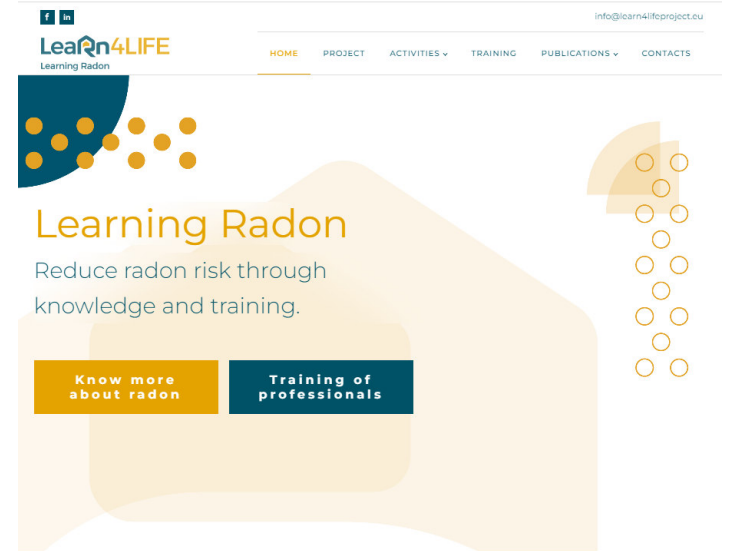 f in
info@learn4lifeproject.eu
LeaRn4LIFE
Learning Radon
HOME PROJECT ACTIVITIES TRAINING PUBLICATIONS CONTACTS
Learning Radon
Reduce radon risk through
knowledge and training.
Know more
about radon
Training of
professionals